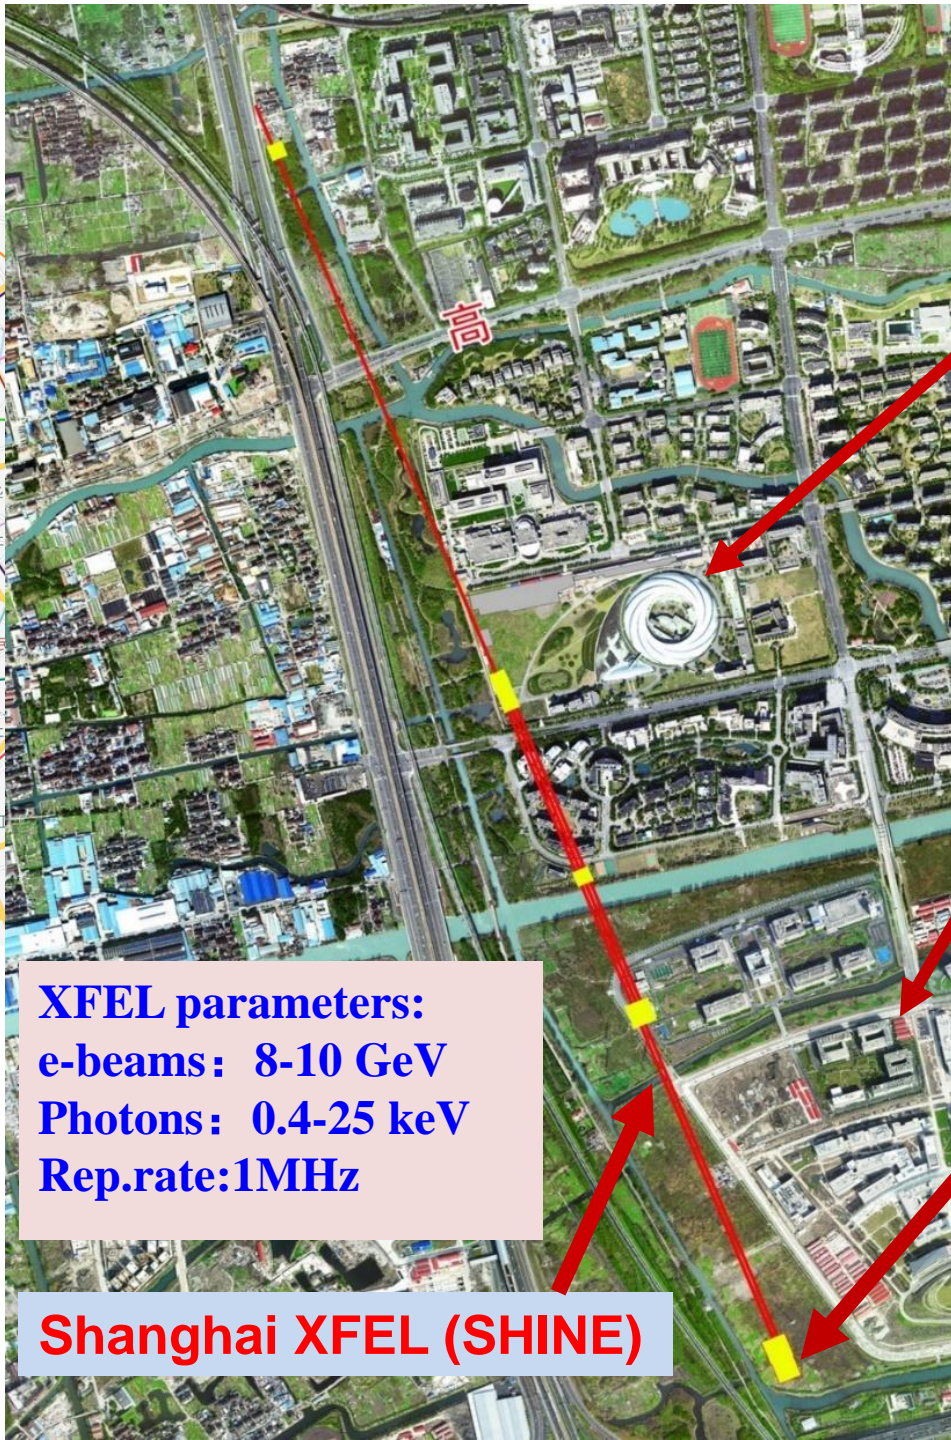 高
XFEL parameters:
e-beams：8-10 GeV
Photons：0.4-25 keV
Rep.rate:1MHz
Shanghai XFEL (SHINE)